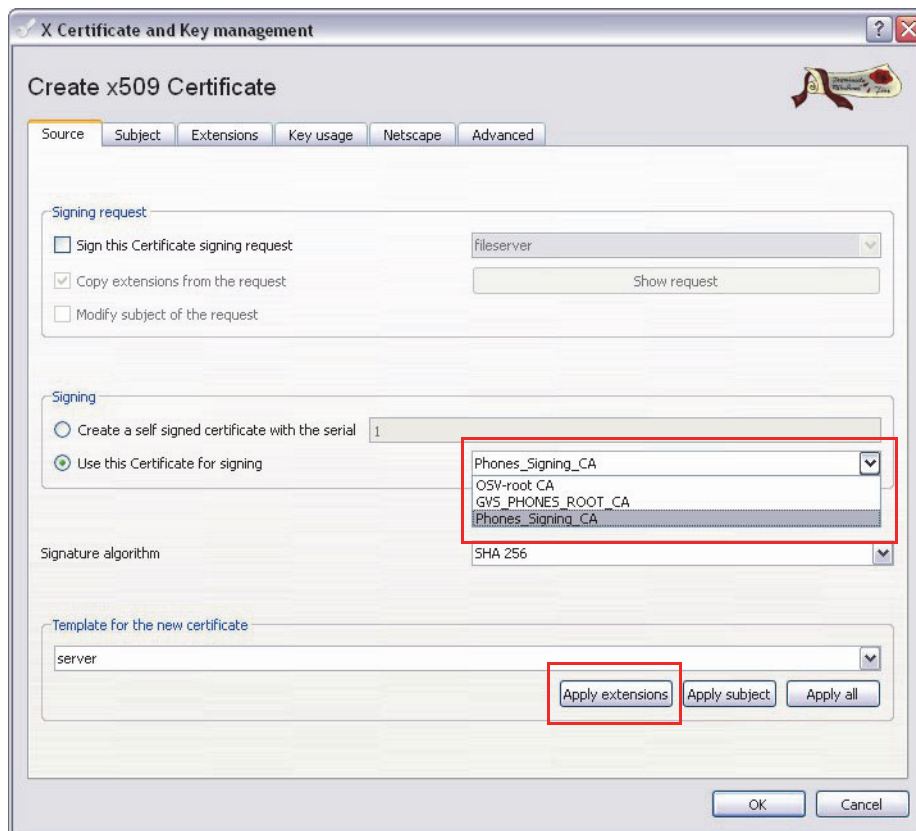 X Certificate and Key management
Create x509 Certificate
Source Subject Extensions Key usage Netscape Advanced
Signing request
Sign this Certificate signing request fileserver
Copy extensions from the request Show request
Modify subject of the request
Signing
Create a self signed certificate with the serial 1
Use this Certificate for signing Phones_Signing_CA
OSV-root CA
GVS_PHONES_ROOT_CA
Phones_Signing_CA
Signature algorithm SHA 256
Template for the new certificate
server
Apply extensions Apply subject Apply all
OK Cancel